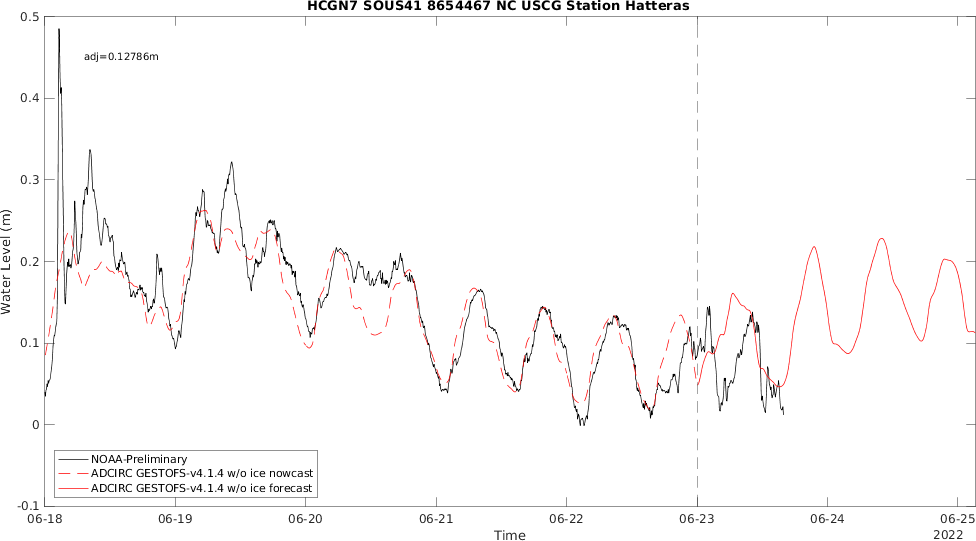 HCGN7 SOUS41 8654467 NC USCG Station Hatteras
0.5
adj=0.12786m
0.4
0.3
0.2
0.1
0
-0.1
Water Level (m)
NOAA-Preliminary
ADCIRC GESTOFS-v4.1.4 w/o ice nowcast
ADCIRC GESTOFS-v4.1.4 w/o ice forecast
06-18 06-19 06-20 06-21 06-22 06-23 06-24 06-25
Time
2022